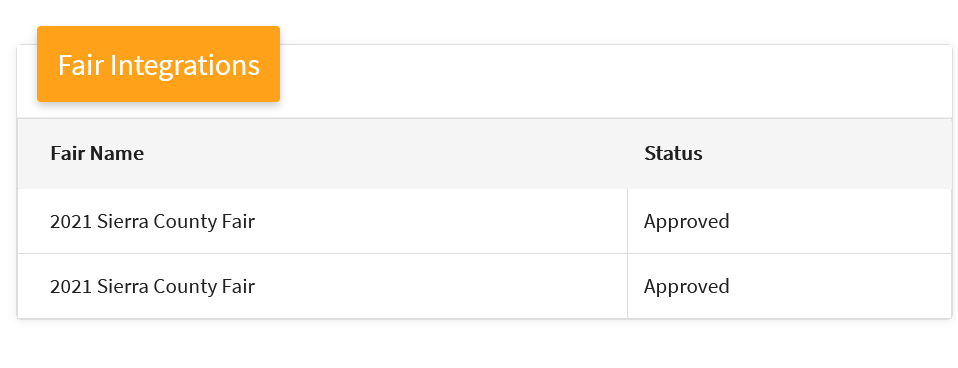 Fair Integrations
Fair Name Status
2021 Sierra County Fair Approved
2021 Sierra County Fair Approved